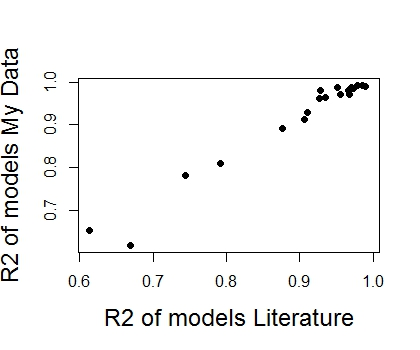 R2 of models My Data
1.0
0.9
0.8
0.7
0.6 0.7 0.8 0.9 1.0
R2 of models Literature